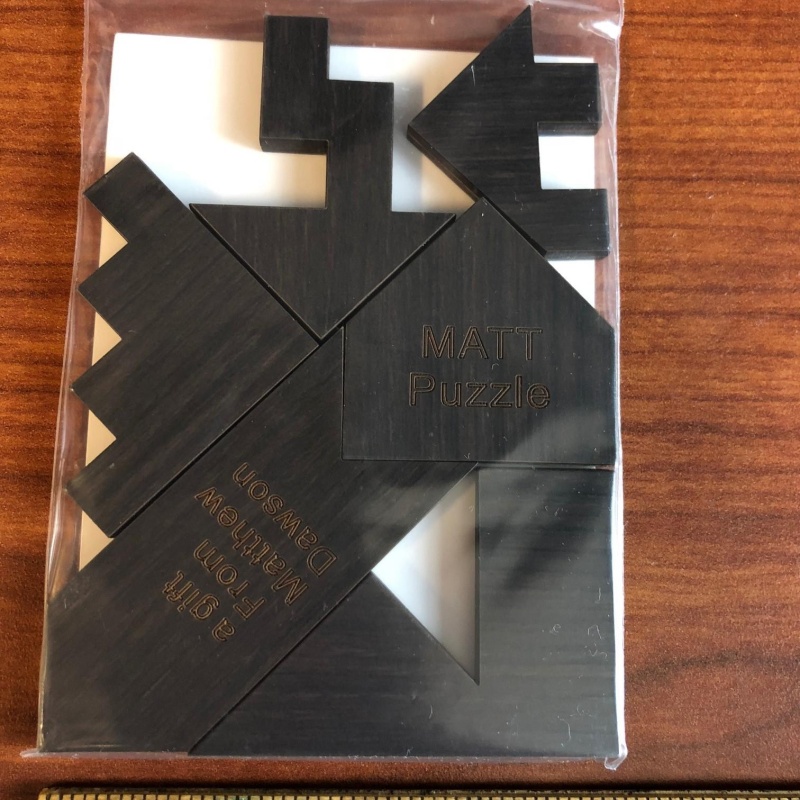 MATT
Puzzle
a gift
From
Matthew
Dawson